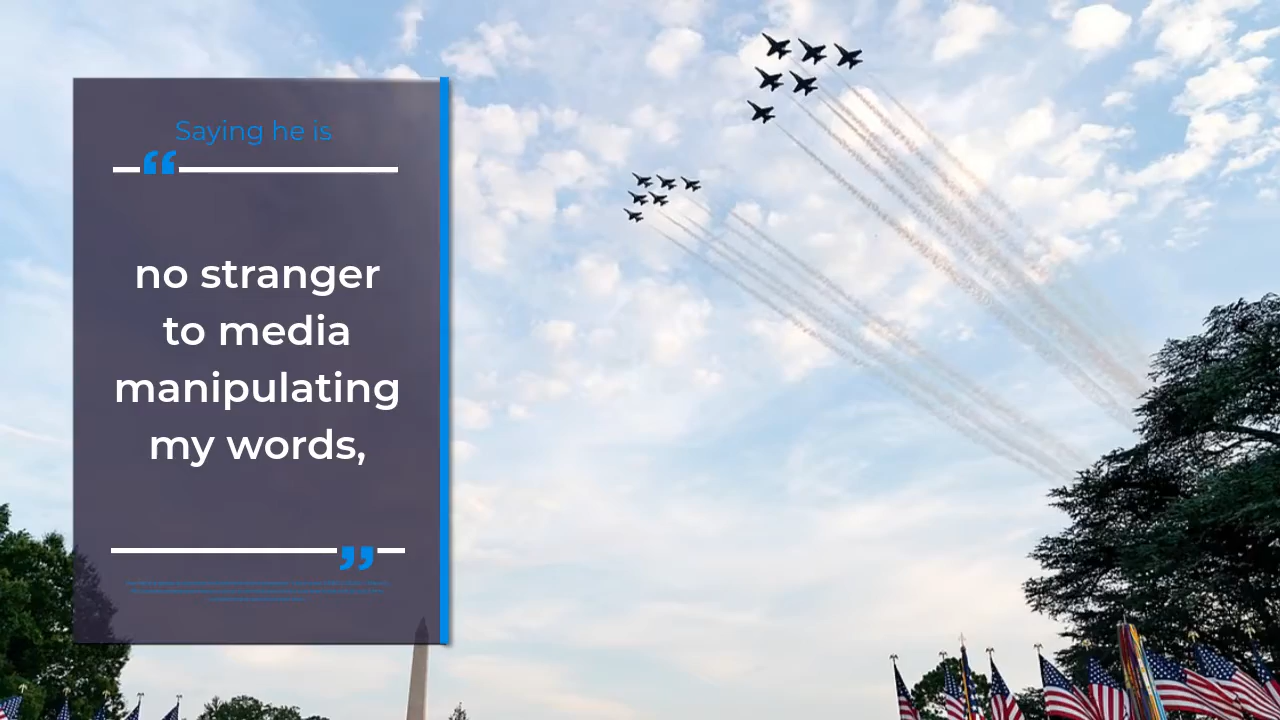 Saying he is
“
no stranger
to media
manipulating
my words,
”